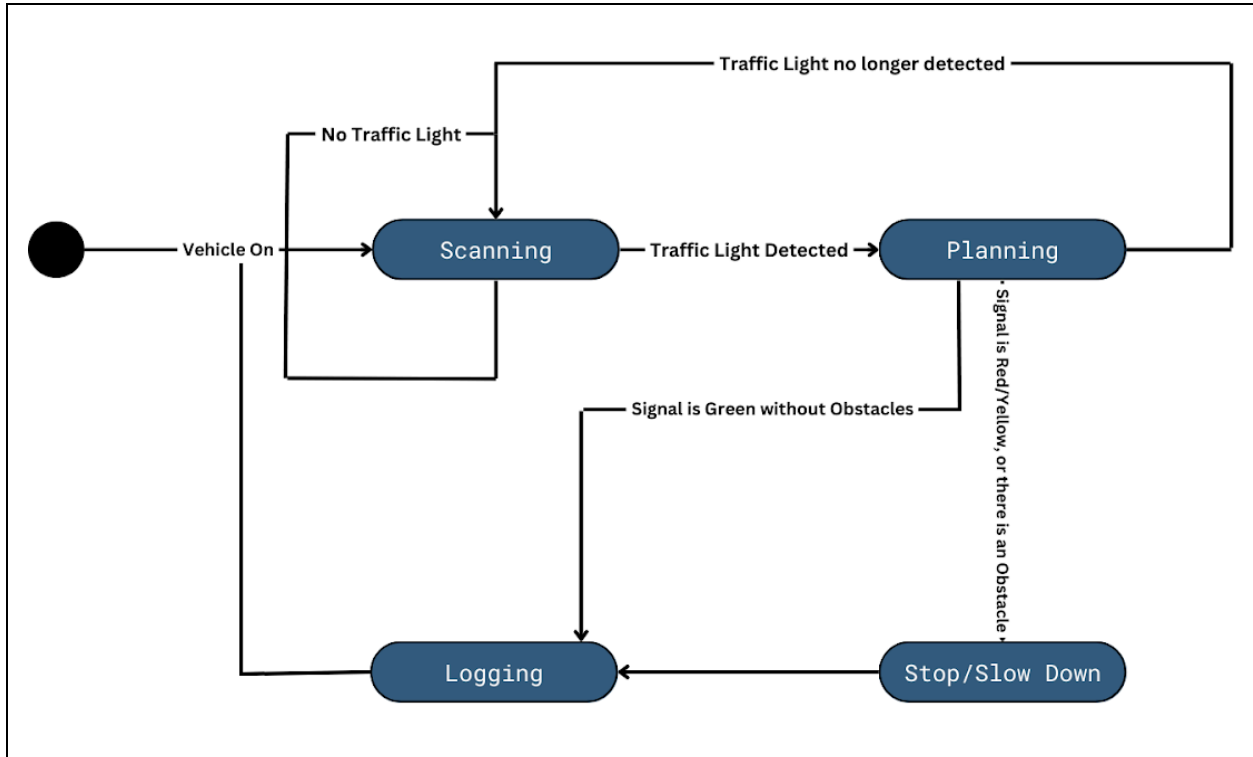 Traffic Light no longer detected
No Traffic Light
Vehicle On
Scanning
Traffic Light Detected
Planning
Signal is Red/Yellow, or there is an Obstacle
Signal is Green without Obstacles
Logging
Stop/Slow Down